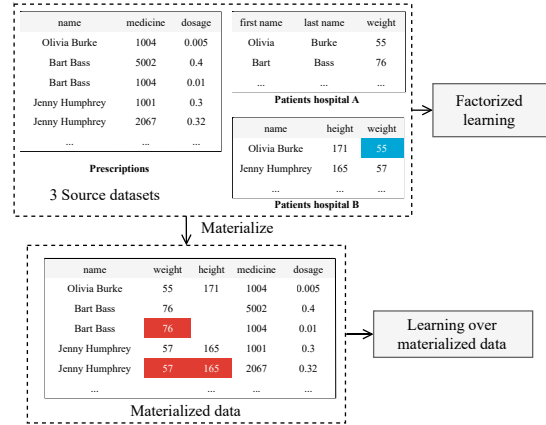 name medicine dosage
Olivia Burke 1004 0.005
Bart Bass 5002 0.4
Bart Bass 1004 0.01
Jenny Humphrey 1001 0.3
Jenny Humphrey 2067 0.32
... ... ...
Prescriptions
3 Source datasets
first name last name weight
Olivia Burke 55
Bart Bass 76
... ... ...
Patients hospital A
name height weight
Olivia Burke 171 55
Jenny Humphrey 165 57
... ... ...
Patients hospital B
Factorized
learning
Materialize
name weight height medicine dosage
Olivia Burke 55 171 1004 0.005
Bart Bass 76 5002 0.4
Bart Bass 76 1004 0.01
Jenny Humphrey 57 165 1001 0.3
Jenny Humphrey 57 165 2067 0.32
... ... ... ...
Materialized data
Learning over
materialized data